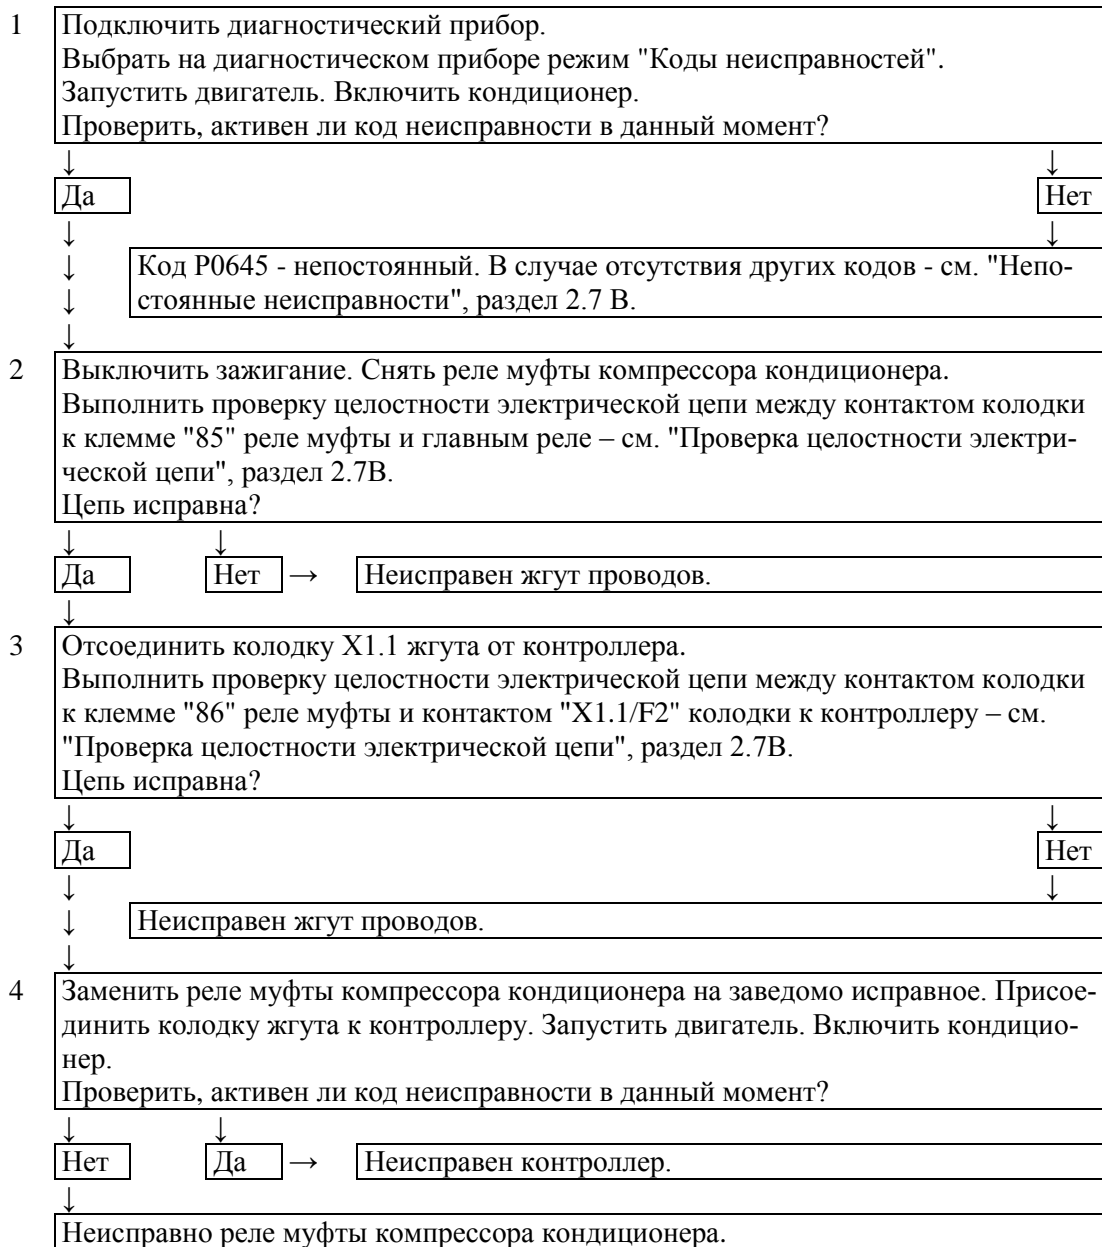 1 Подключить диагностический прибор.
Выбрать на диагностическом приборе режим "Коды неисправностей".
Запустить двигатель. Включить кондиционер.
Проверить, активен ли код неисправности в данный момент?
↓ ↓
Да Нет
↓ ↓
↓ Код P0645 - непостоянный. В случае отсутствия других кодов - см. "Непо-
↓ стоянные неисправности", раздел 2.7 В.
↓
2 Выключить зажигание. Снять реле муфты компрессора кондиционера.
Выполнить проверку целостности электрической цепи между контактом колодки
к клемме "85" реле муфты и главным реле – см. "Проверка целостности электри-
ческой цепи", раздел 2.7В.
Цепь исправна?
↓ ↓
Да Нет → Неисправен жгут проводов.
↓
3 Отсоединить колодку X1.1 жгута от контроллера.
Выполнить проверку целостности электрической цепи между контактом колодки
к клемме "86" реле муфты и контактом "X1.1/F2" колодки к контроллеру – см.
"Проверка целостности электрической цепи", раздел 2.7В.
Цепь исправна?
↓ ↓
Да Нет
↓ ↓
↓ Неисправен жгут проводов.
↓
4 Заменить реле муфты компрессора кондиционера на заведомо исправное. Присое-
динить колодку жгута к контроллеру. Запустить двигатель. Включить кондицио-
нер.
Проверить, активен ли код неисправности в данный момент?
↓ ↓
Нет Да → Неисправен контроллер.
↓
Неисправно реле муфты компрессора кондиционера.